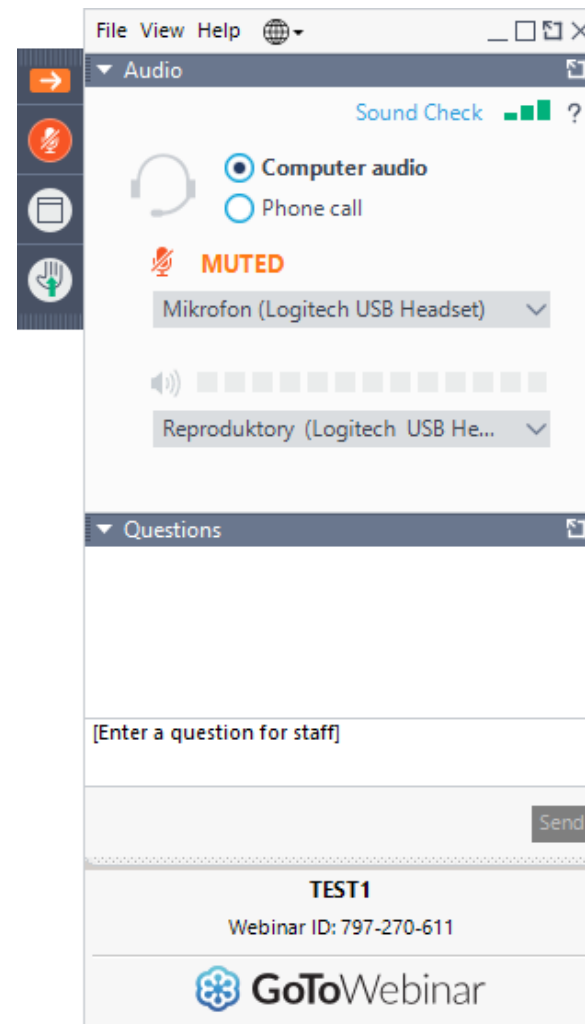 File View Help
Audio
Sound Check ?
Computer audio
Phone call
MUTED
Mikrofon (Logitech USB Headset)
Reproduktory (Logitech USB He...
Questions
[Enter a question for staff]
Send
TEST1
Webinar ID: 797-270-611
GoToWebinar